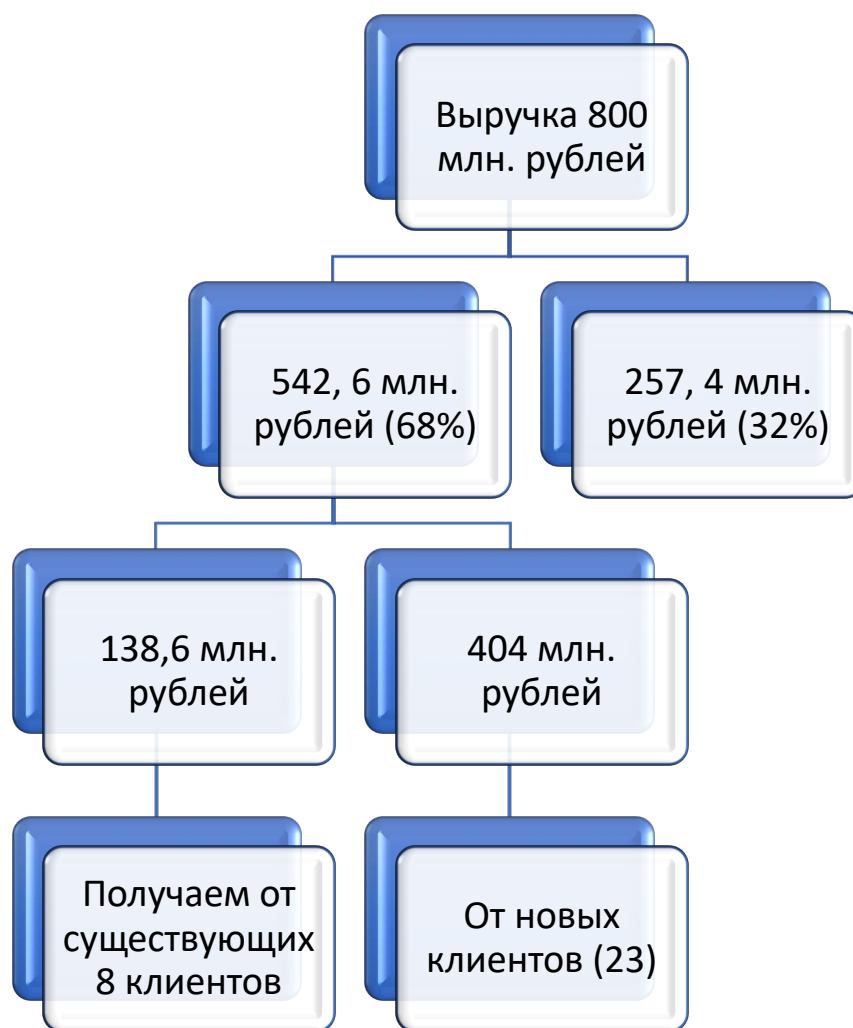 Выручка 800
млн. рублей
542, 6 млн.
рублей (68%)
257, 4 млн.
рублей (32%)
138,6 млн.
рублей
404 млн.
рублей
Получаем от
существующих
8 клиентов
От новых
клиентов (23)